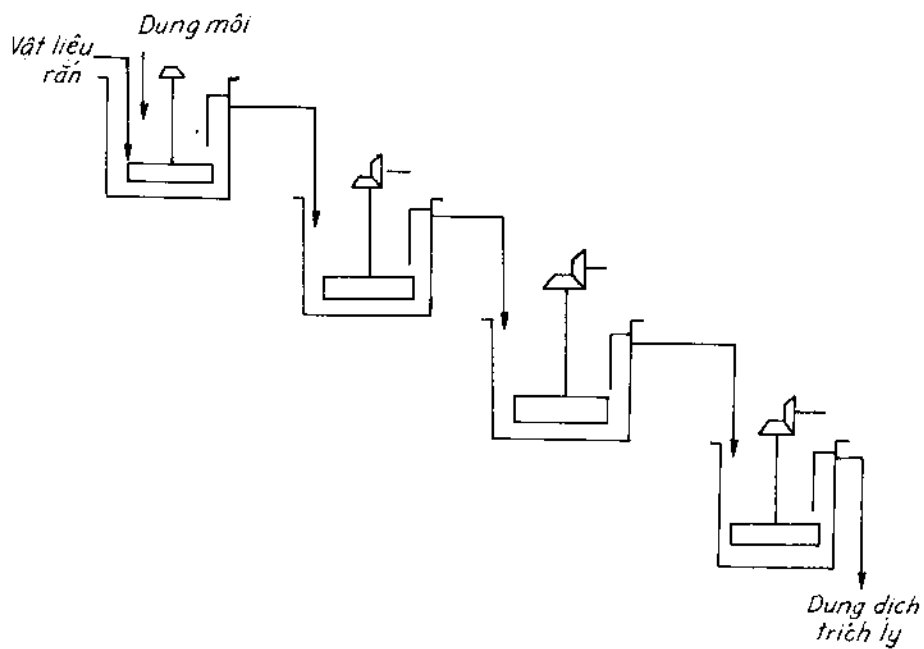 Dung môi
Vật liệu
rắn
Dung dịch
trích ly